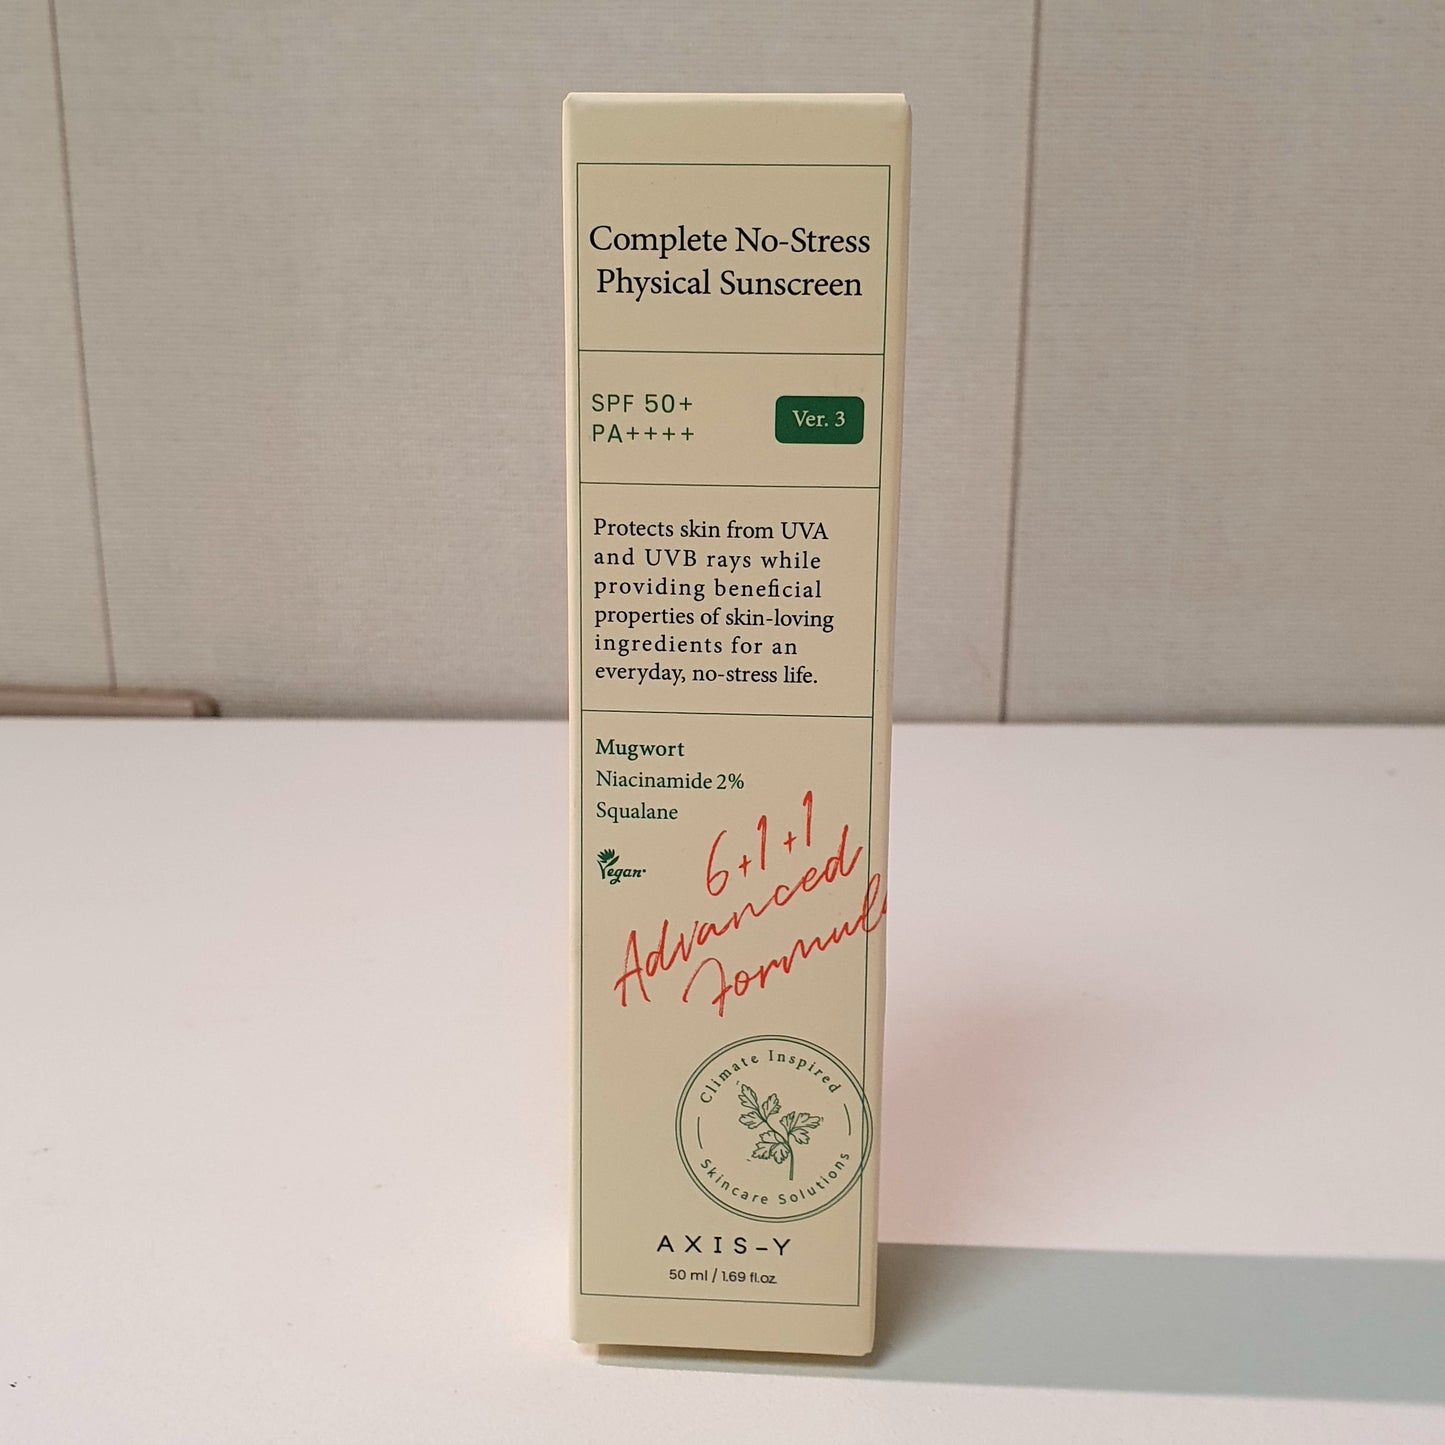 Complete No-Stress
Physical Sunscreen
SPF 50+
PA++++
Ver. 3
Protects skin from UVA
and UVB rays while
providing beneficial
properties of skin-loving
ingredients for an
everyday, no-stress life.
Mugwort
Niacinamide 2%
Squalane
Vegan
6+1+1
Advanced
Formula
Climate Inspired
Skincare Solutions
AXIS-Y
50 ml / 1.69 fl.oz